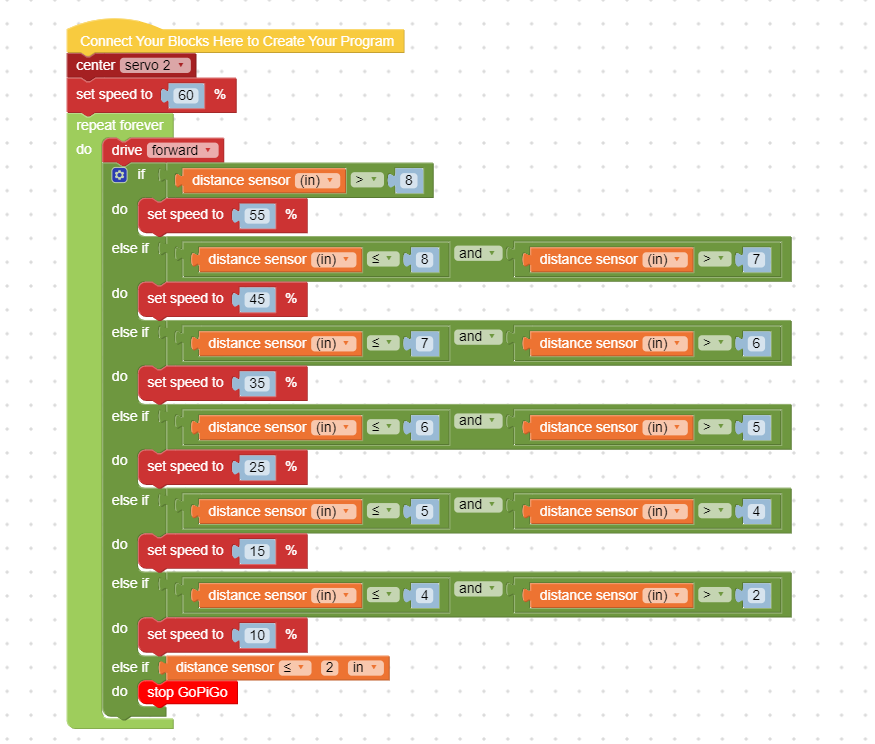 Connect Your Blocks Here to Create Your Program
center servo 2
set speed to 60 %
repeat forever
do drive forward
if distance sensor (in) > 8
do set speed to 55 %
else if distance sensor (in) ≤ 8 and distance sensor (in) > 7
do set speed to 45 %
else if distance sensor (in) ≤ 7 and distance sensor (in) > 6
do set speed to 35 %
else if distance sensor (in) ≤ 6 and distance sensor (in) > 5
do set speed to 25 %
else if distance sensor (in) ≤ 5 and distance sensor (in) > 4
do set speed to 15 %
else if distance sensor (in) ≤ 4 and distance sensor (in) > 2
do set speed to 10 %
else if distance sensor ≤ 2 in
do stop GoPiGo